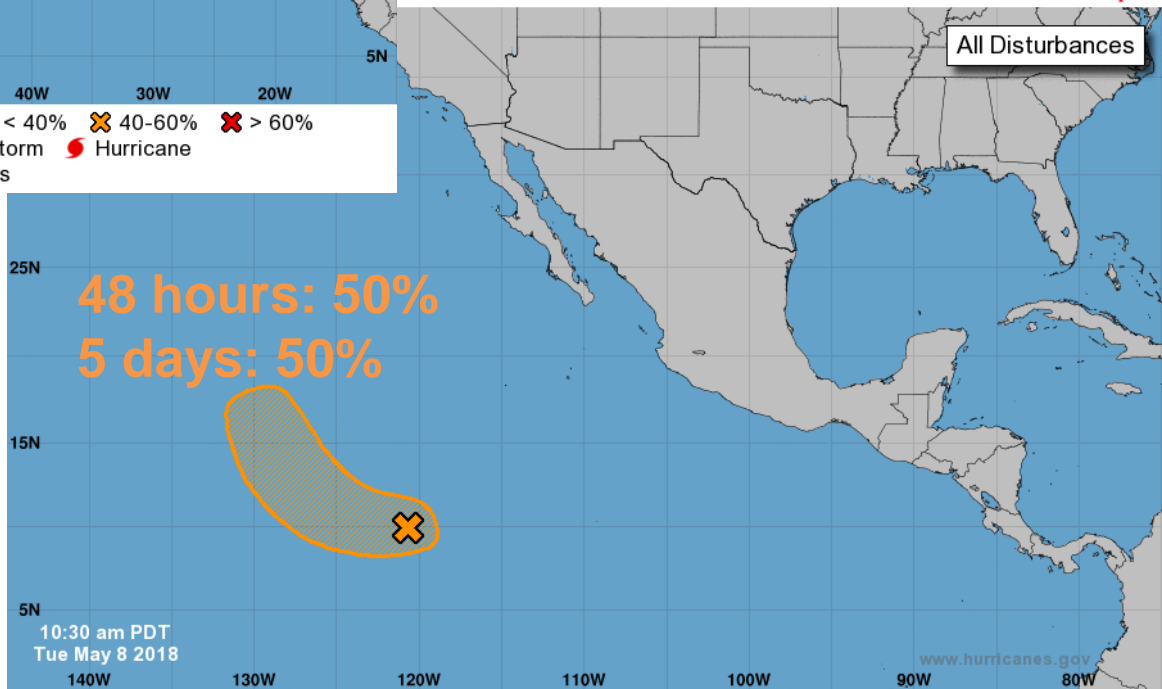 All Disturbances
5N
40W 30W 20W
< 40% 40-60% > 60%
torm Hurricane
s
25N
48 hours: 50%
5 days: 50%
15N
5N
10:30 am PDT
Tue May 8 2018
www.hurricanes.gov
140W 130W 120W 110W 100W 90W 80W